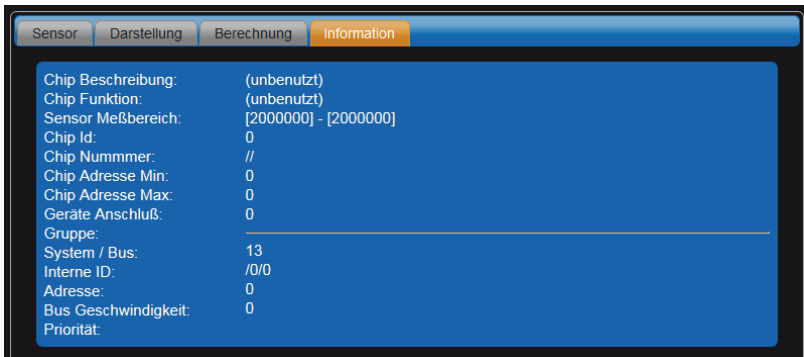 Sensor Darstellung Berechnung Information
Chip Beschreibung: (unbenutzt)
Chip Funktion: (unbenutzt)
Sensor Meßbereich: [2000000] - [2000000]
Chip Id: 0
Chip Nummmer: //
Chip Adresse Min: 0
Chip Adresse Max: 0
Geräte Anschluß: 0
Gruppe:
System / Bus: 13
Interne ID: /0/0
Adresse: 0
Bus Geschwindigkeit: 0
Priorität: